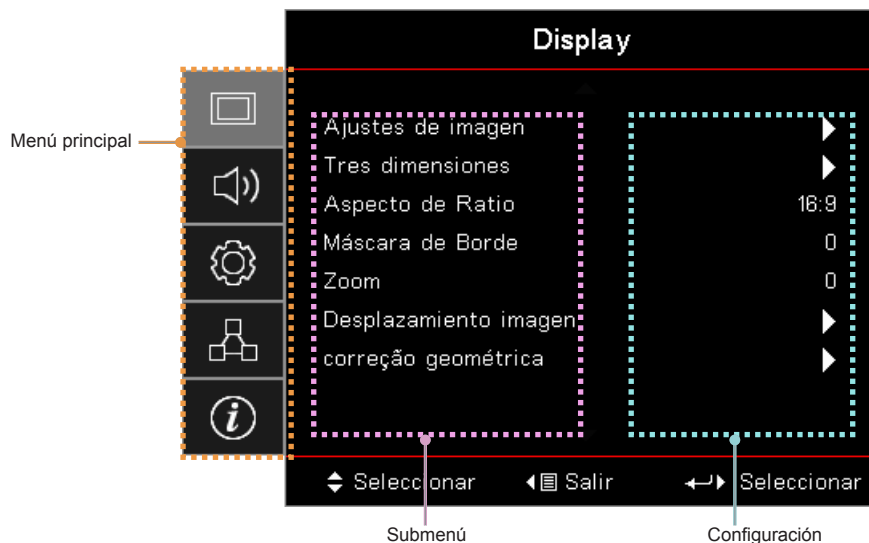 Display
Menú principal
Ajustes de imagen
Tres dimensiones
Aspecto de Ratio 16:9
Máscara de Borde 0
Zoom 0
Desplazamiento imagen
correção geométrica
Seleccionar Salir Seleccionar
Submenú Configuración